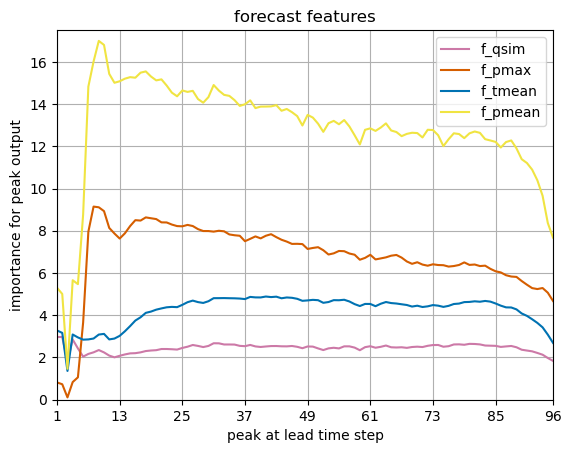 forecast features
importance for peak output
16
14
12
10
8
6
4
2
0
f_qsim
f_pmax
f_tmean
f_pmean
1 13 25 37 49 61 73 85 96
peak at lead time step